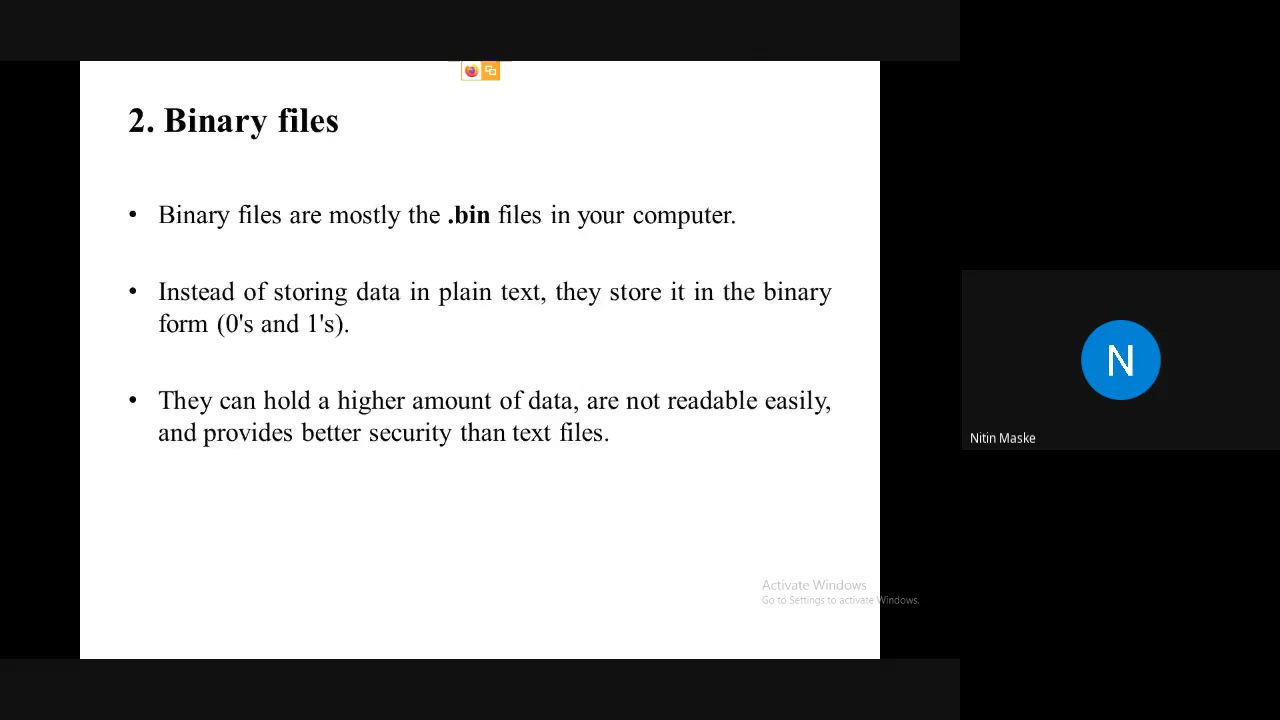 2. Binary files
• Binary files are mostly the .bin files in your computer.
• Instead of storing data in plain text, they store it in the binary
form (0's and 1's).
• They can hold a higher amount of data, are not readable easily,
and provides better security than text files.
Activate Windows
Go to Settings to activate Windows.
N
Nitin Maske